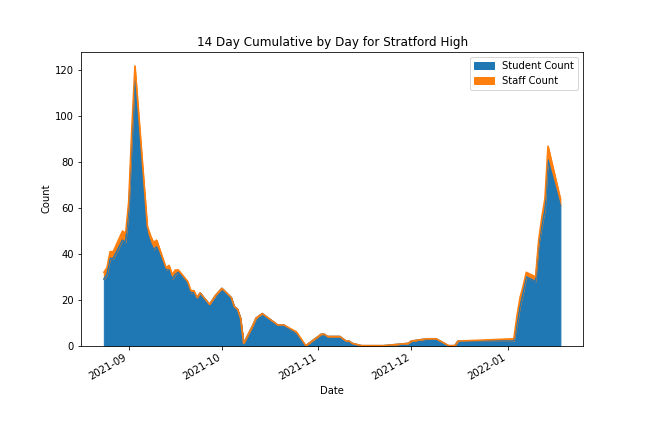 14 Day Cumulative by Day for Stratford High
Student Count
Staff Count
120
100
80
60
40
20
0
Count
2021-09
2021-10
2021-11
2021-12
2022-01
Date